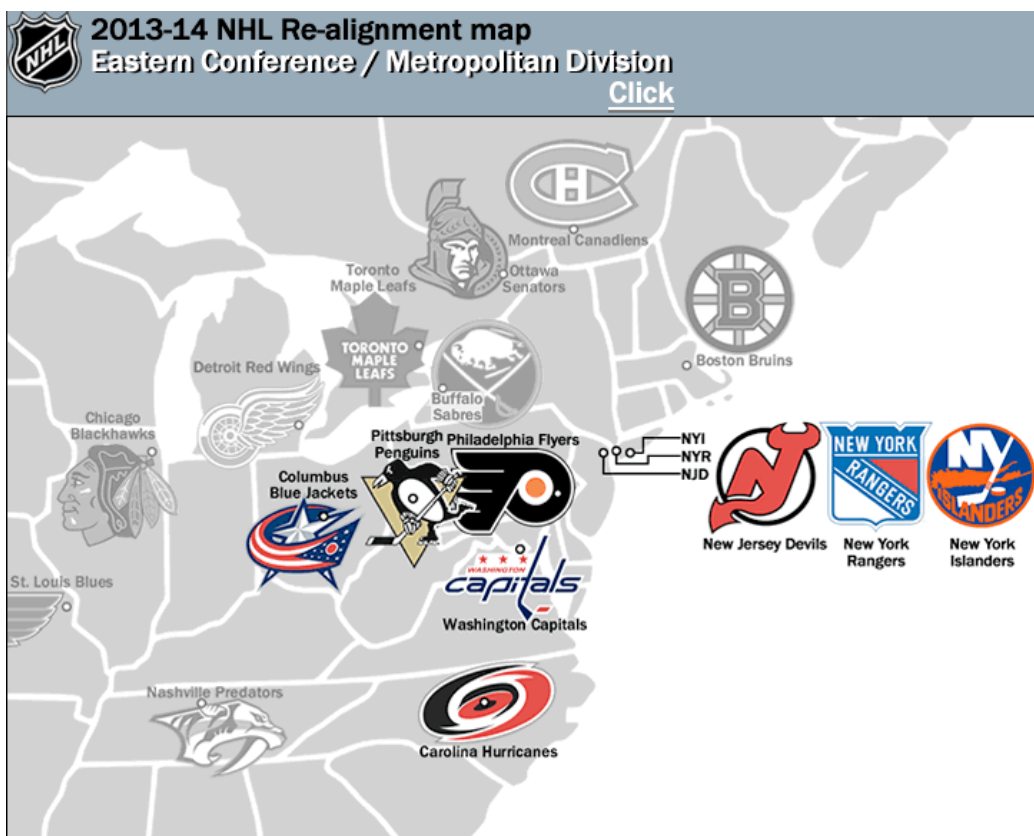 NHL
2013-14 NHL Re-alignment map
Eastern Conference / Metropolitan Division
Click
Montreal Canadiens
Toronto
Maple Leafs
Ottawa
Senators
B
Boston Bruins
TORONTO
MAPLE
LEAFS
Detroit Red Wings
Buffalo
Sabres
Chicago
Blackhawks
Pittsburgh
Penguins
Philadelphia Flyers
NYI
NYR
NJD
NEW YORK
RANGERS
NY
ISLANDERS
New Jersey Devils
New York
Rangers
New York
Islanders
Columbus
Blue Jackets
WASHINGTON
capitals
Washington Capitals
St. Louis Blues
Nashville Predators
Carolina Hurricanes